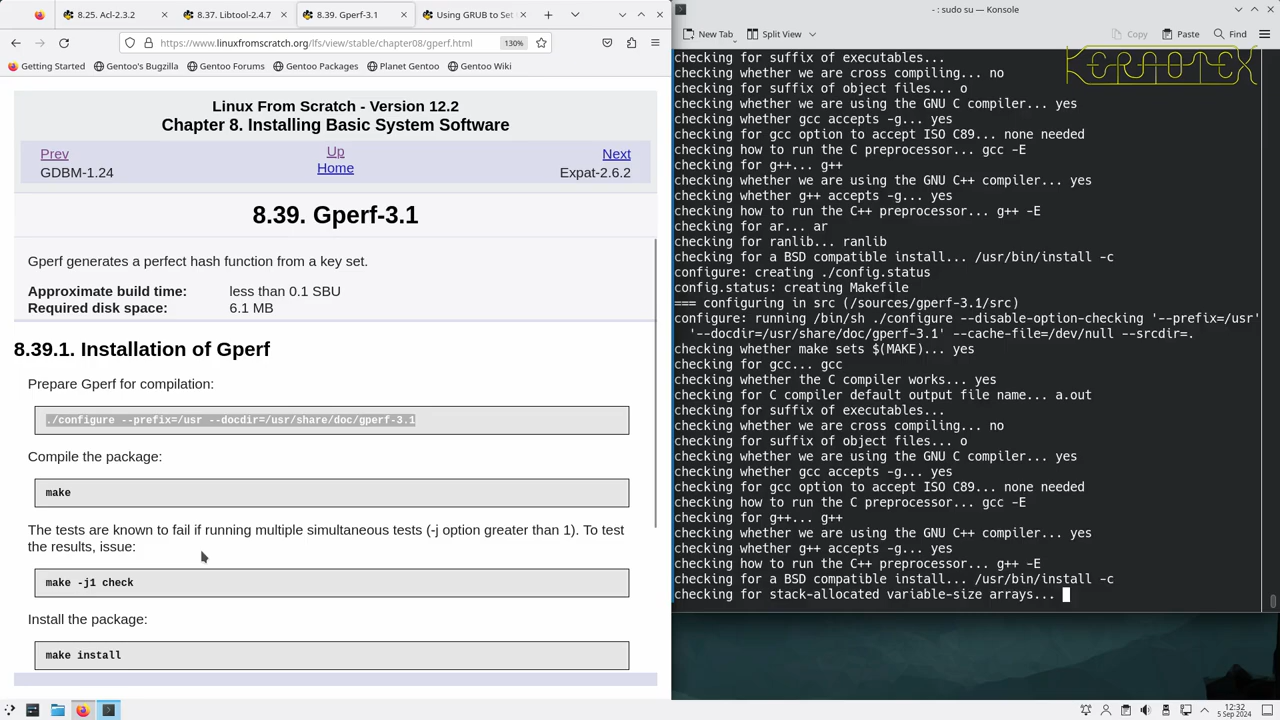 8.25. Acl-2.3.2
8.37. Libtool-2.4.7
8.39. Gperf-3.1
Using GRUB to Set
https://www.linuxfromscratch.org/lfs/view/stable/chapter08/gperf.html
130%
Getting Started
Gentoo's Bugzilla
Gentoo Forums
Gentoo Packages
Planet Gentoo
Gentoo Wiki
Linux From Scratch - Version 12.2
Chapter 8. Installing Basic System Software
Prev
Up
Next
GDBM-1.24
Home
Expat-2.6.2
8.39. Gperf-3.1
Gperf generates a perfect hash function from a key set.
Approximate build time: less than 0.1 SBU
Required disk space: 6.1 MB
8.39.1. Installation of Gperf
Prepare Gperf for compilation:
./configure --prefix=/usr --docdir=/usr/share/doc/gperf-3.1
Compile the package:
make
The tests are known to fail if running multiple simultaneous tests (-j option greater than 1). To test
the results, issue:
make -j1 check
Install the package:
make install
- : sudo su — Konsole
New Tab
Split View
Copy
Paste
Find
KERNOTEX
checking for suffix of executables...
checking whether we are cross compiling... no
checking for suffix of object files... o
checking whether we are using the GNU C compiler... yes
checking whether gcc accepts -g... yes
checking for gcc option to accept ISO C89... none needed
checking how to run the C preprocessor... gcc -E
checking for g++... g++
checking whether we are using the GNU C++ compiler... yes
checking whether g++ accepts -g... yes
checking how to run the C++ preprocessor... g++ -E
checking for ar... ar
checking for ranlib... ranlib
checking for a BSD compatible install... /usr/bin/install -c
configure: creating ./config.status
config.status: creating Makefile
=== configuring in src (/sources/gperf-3.1/src)
configure: running /bin/sh ./configure --disable-option-checking '--prefix=/usr'
'--docdir=/usr/share/doc/gperf-3.1' --cache-file=/dev/null --srcdir=.
checking whether make sets $(MAKE)... yes
checking for gcc... gcc
checking whether the C compiler works... yes
checking for C compiler default output file name... a.out
checking for suffix of executables...
checking whether we are cross compiling... no
checking for suffix of object files... o
checking whether we are using the GNU C compiler... yes
checking whether gcc accepts -g... yes
checking for gcc option to accept ISO C89... none needed
checking how to run the C preprocessor... gcc -E
checking for g++... g++
checking whether we are using the GNU C++ compiler... yes
checking whether g++ accepts -g... yes
checking how to run the C++ preprocessor... g++ -E
checking for a BSD compatible install... /usr/bin/install -c
checking for stack-allocated variable-size arrays...
12:32
5 Sep 2024